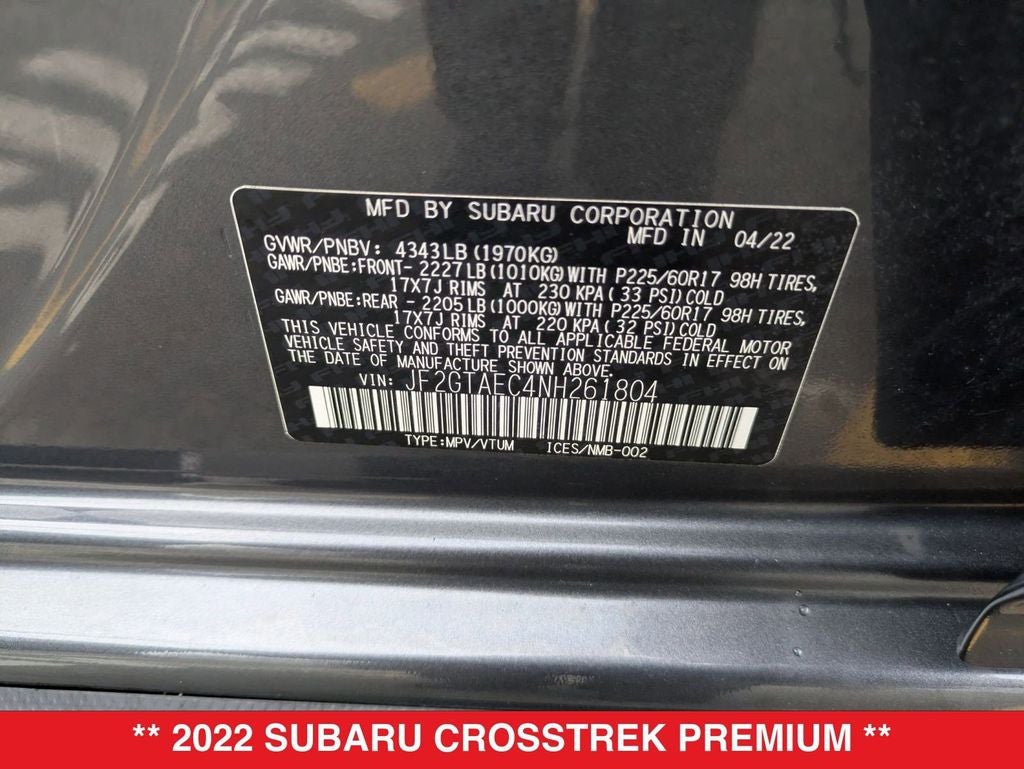 MFD BY SUBARU CORPORATION
MFD IN 04/22
GVWR/PNBV: 4343LB (1970KG)
GAWR/PNBE:FRONT- 2227LB(1010KG)WITH P225/60R17 98H TIRES,
17X7J RIMS AT 230 KPA(33 PSI)COLD
GAWR/PNBE:REAR - 2205LB(1000KG)WITH P225/60R17 98H TIRES,
17X7J RIMS AT 220 KPA(32 PSI)COLD
THIS VEHICLE CONFORMS TO ALL APPLICABLE FEDERAL MOTOR
VEHICLE SAFETY AND THEFT PREVENTION STANDARDS IN EFFECT ON
THE DATE OF MANUFACTURE SHOWN ABOVE.
VIN: JF2GTAEC4NH261804
TYPE:MPV/VTUM ICES/NMB-002
** 2022 SUBARU CROSSTREK PREMIUM **